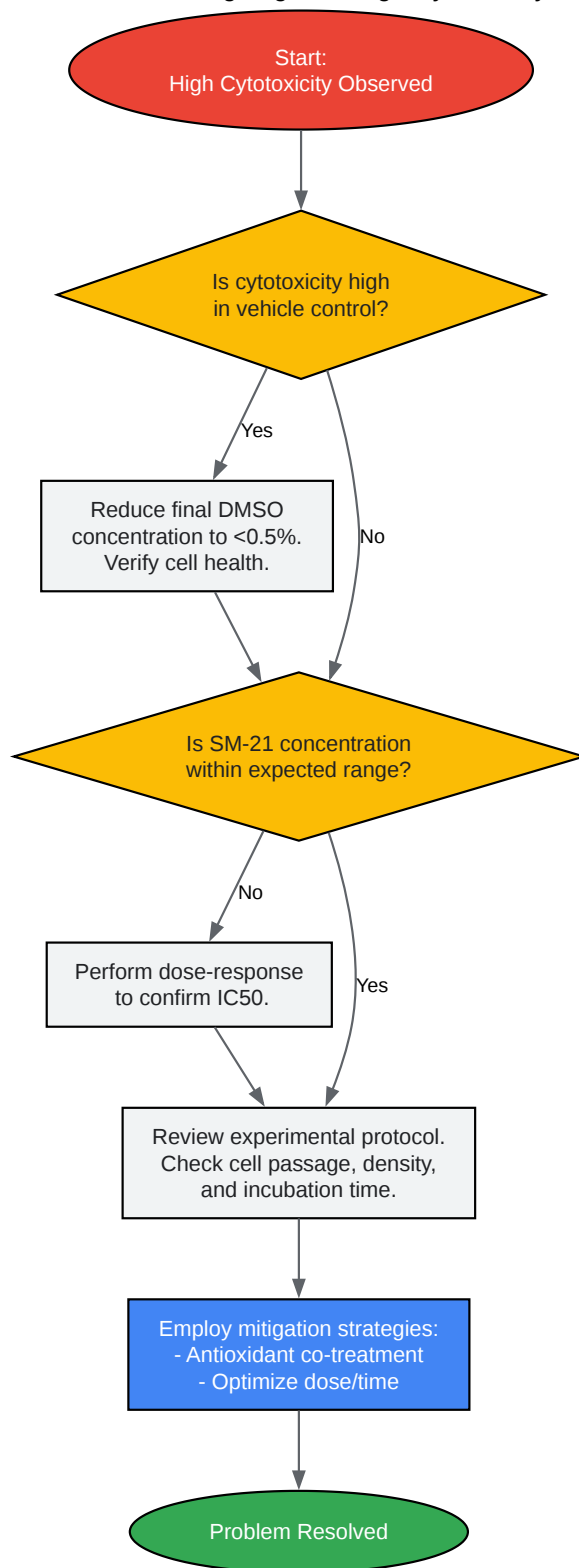 Start:
High Cytotoxicity Observed
Is cytotoxicity high
in vehicle control?
Yes
Reduce final DMSO
concentration to <0.5%.
Verify cell health.
No
Is SM-21 concentration
within expected range?
No
Perform dose-response
to confirm IC50.
Yes
Review experimental protocol.
Check cell passage, density,
and incubation time.
Employ mitigation strategies:
- Antioxidant co-treatment
- Optimize dose/time
Problem Resolved